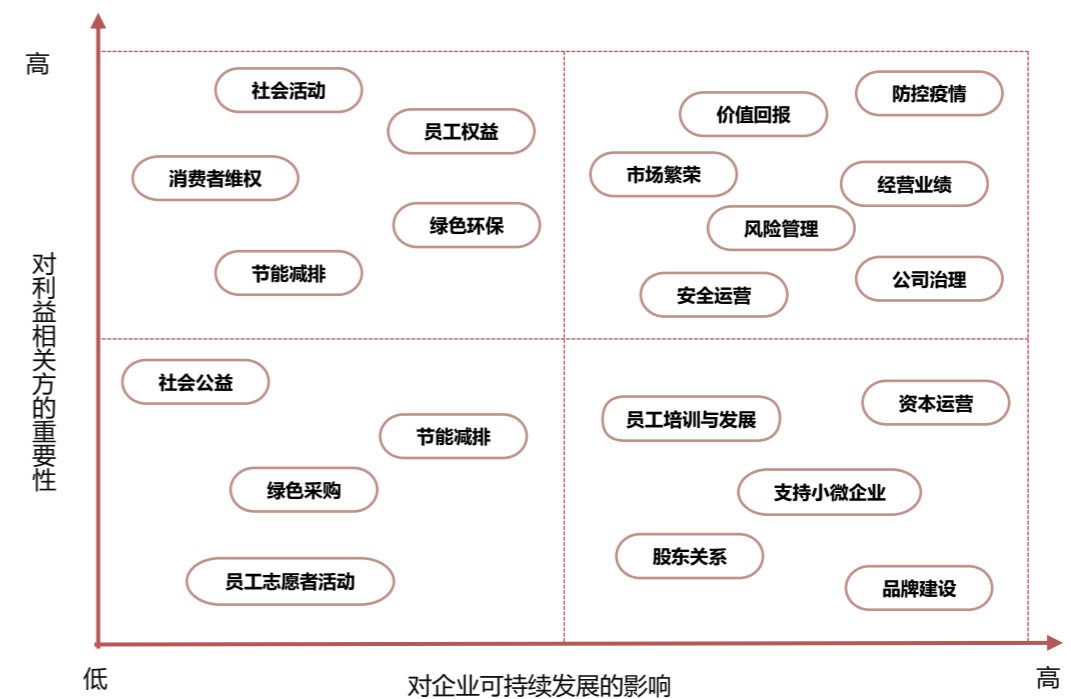 高
社会活动
员工权益
消费者维权
绿色环保
节能减排
防控疫情
价值回报
市场繁荣
经营业绩
风险管理
公司治理
安全运营
对利益相关方的重要性
社会公益
节能减排
绿色采购
员工志愿者活动
资本运营
员工培训与发展
支持小微企业
股东关系
品牌建设
低
对企业可持续发展的影响
高